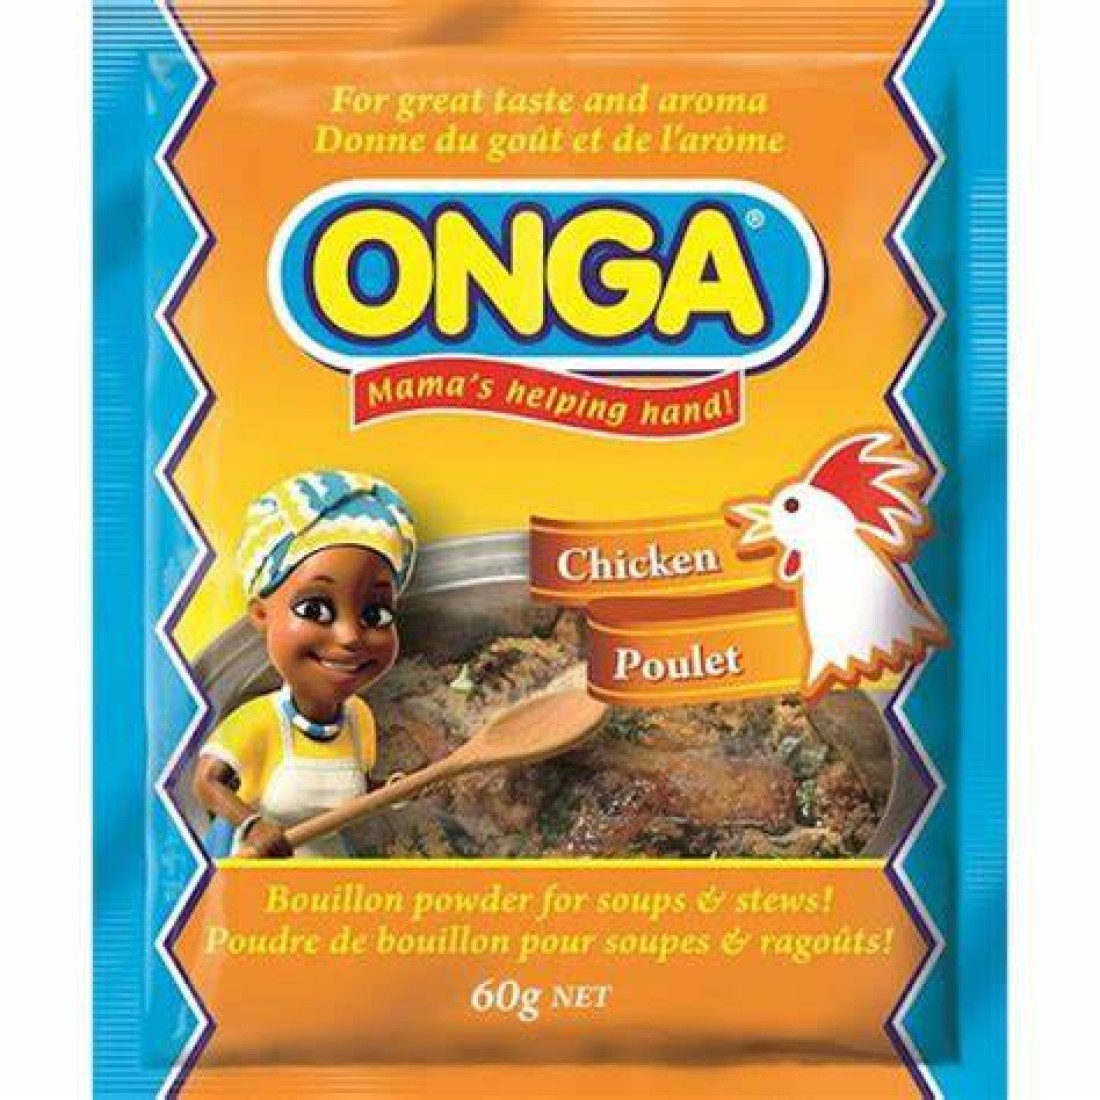 For great taste and aroma
Donne du goût et de l'arôme
ONGA®
Mama's helping hand!
Chicken
Poulet
Bouillon powder for soups & stews!
Poudre de bouillon pour soupes & ragoûts!
60g NET